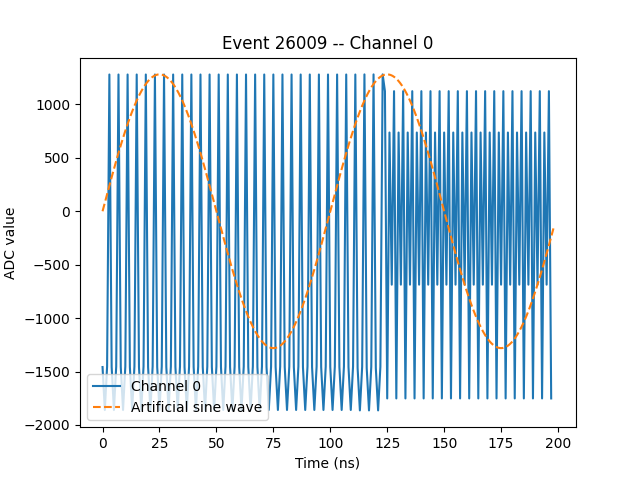 Event 26009 -- Channel 0
ADC value
1000
500
0
−500
−1000
−1500
−2000
Channel 0
Artificial sine wave
0 25 50 75 100 125 150 175 200
Time (ns)